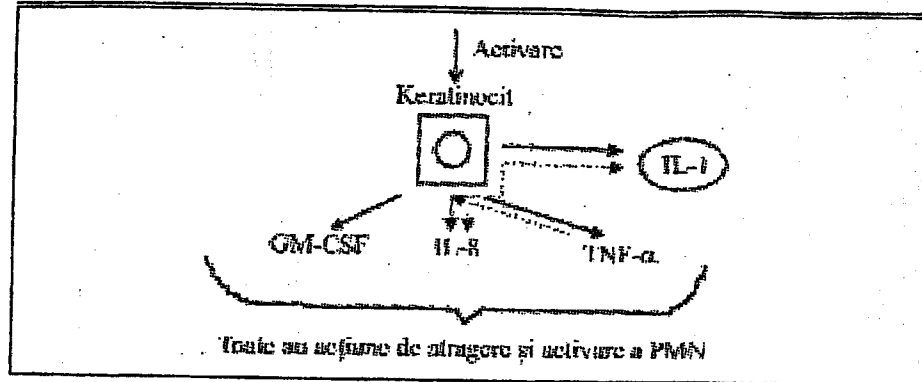 Activare
Keratinocit
IL-1
GM-CSF IL-8 TNF-α
Toate au acțiune de atragere și activare a PMN